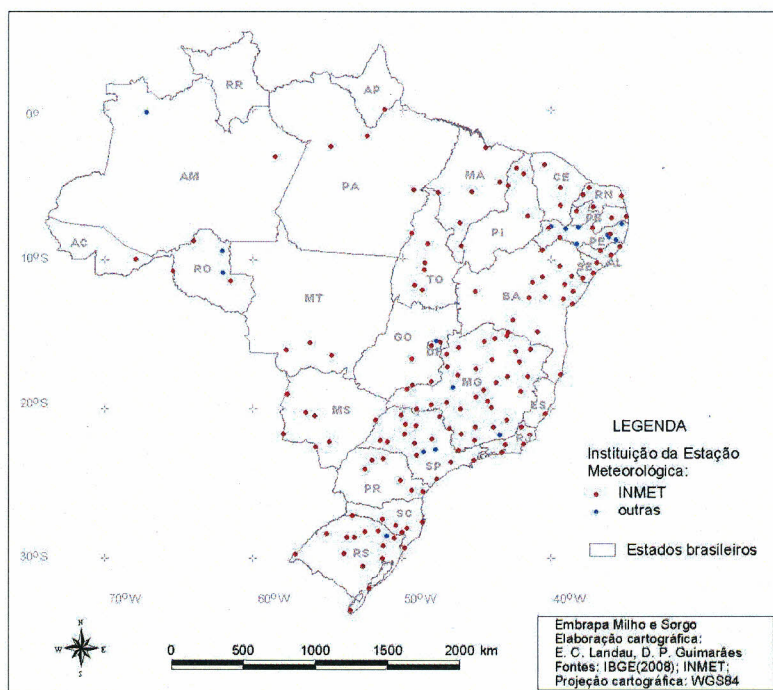 RR
AP
0º
AM
PA
MA
CE
RN
PB
PI
PE
AC
AL
SE
10ºS
RO
TO
BA
MT
GO
DF
MG
ES
20ºS
MS
RJ
SP
PR
SC
RS
30ºS
70ºW
60ºW
50ºW
40ºW
LEGENDA
Instituição da Estação
Meteorológica:
INMET
outras
Estados brasileiros
N
W
E
S
0 500 1000 1500 2000 km
Embrapa Milho e Sorgo
Elaboração cartográfica:
E. C. Landau, D. P. Guimarães
Fontes: IBGE(2008); INMET;
Projeção cartográfica: WGS84